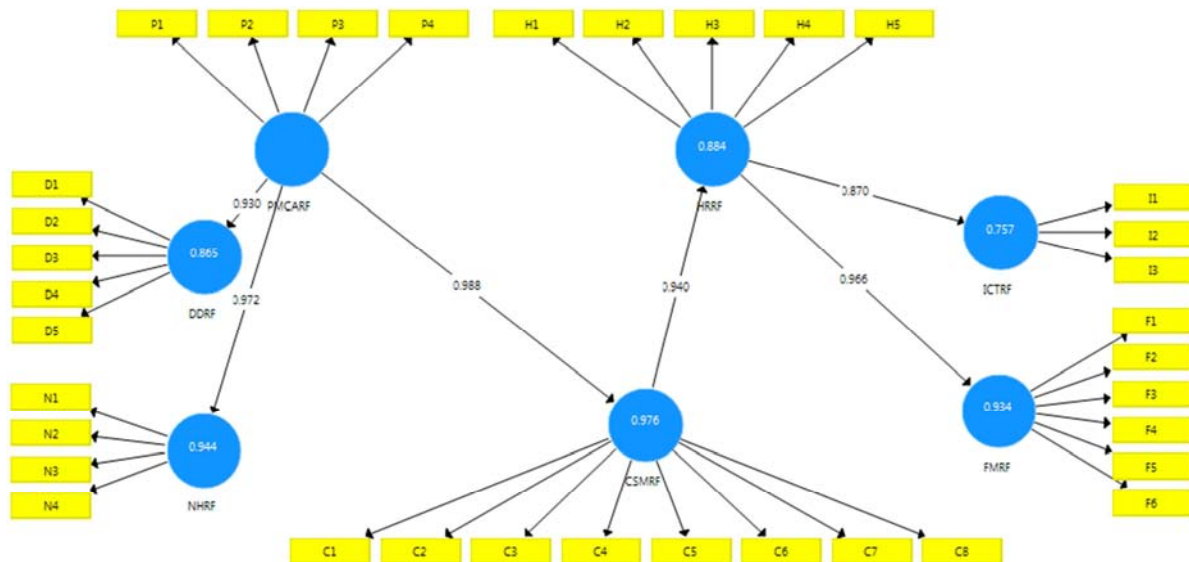 P1 P2 P3 P4 H1 H2 H3 H4 H5
0.884
PMCARF
HRRF
0.930
0.870
D1
D2
D3
D4
D5
0.865
DDRF
I1
I2
I3
0.757
ICTRF
0.972
0.988
0.940
0.966
N1
N2
N3
N4
0.944
NHRF
0.976
CSMRF
F1
F2
F3
F4
F5
F6
0.934
FMRF
C1 C2 C3 C4 C5 C6 C7 C8